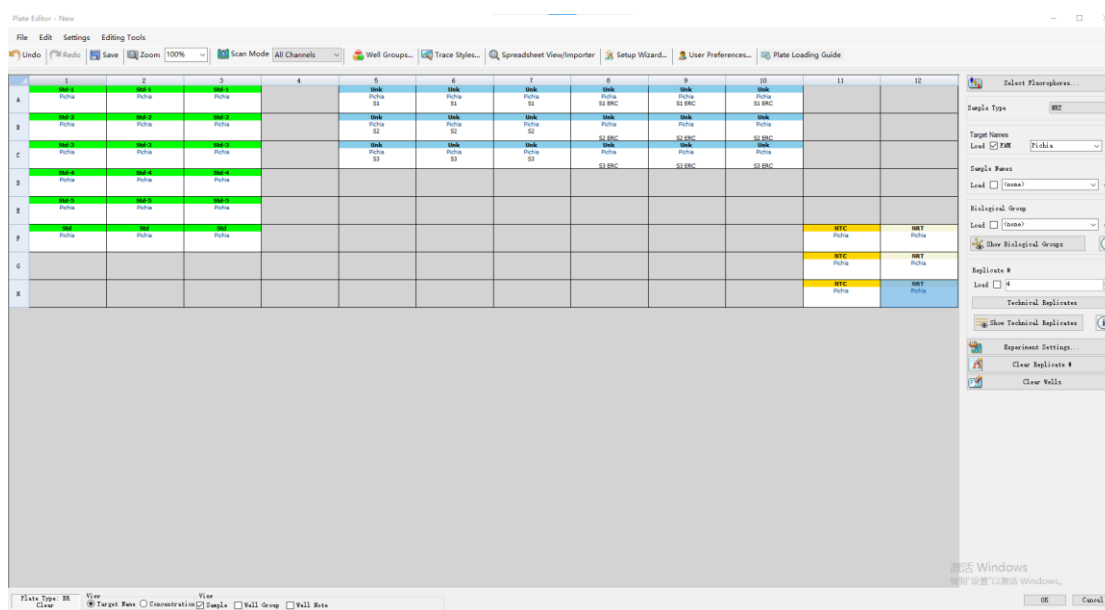 Plate Editor - New
File Edit Settings Editing Tools
Undo Redo Save Zoom 100% Scan Mode All Channels Well Groups... Trace Styles... Spreadsheet View/Importer Setup Wizard... User Preferences... Plate Loading Guide
1 2 3 4 5 6 7 8 9 10 11 12
A Std-1 Std-1 Std-1 Unk Unk Unk Unk Unk Unk
Pichia Pichia Pichia Pichia Pichia Pichia Pichia Pichia Pichia
S1 S1 S1 S1 ERC S1 ERC S1 ERC
B Std-2 Std-2 Std-2 Unk Unk Unk Unk Unk Unk
Pichia Pichia Pichia Pichia Pichia Pichia Pichia Pichia Pichia
S2 S2 S2 S2 ERC S2 ERC S2 ERC
C Std-3 Std-3 Std-3 Unk Unk Unk Unk Unk Unk
Pichia Pichia Pichia Pichia Pichia Pichia Pichia Pichia Pichia
S3 S3 S3 S3 ERC S3 ERC S3 ERC
D Std-4 Std-4 Std-4
Pichia Pichia Pichia
E Std-5 Std-5 Std-5
Pichia Pichia Pichia
F Std Std Std NTC NRT
Pichia Pichia Pichia Pichia Pichia
G NTC NRT
Pichia Pichia
H NTC NRT
Pichia Pichia
Select Fluorophores...
Sample Type NRT
Target Names
Load FAM Pichia
Sample Names
Load (none)
Biological Group
Load (none)
Show Biological Groups
Replicate #
Load 4
Technical Replicates
Show Technical Replicates
Experiment Settings...
Clear Replicate #
Clear Wells
激活 Windows
转到"设置"以激活 Windows。
Plate Type: BR
Clear
View
Target Name Concentration
View
Sample Well Group Well Note
OK Cancel